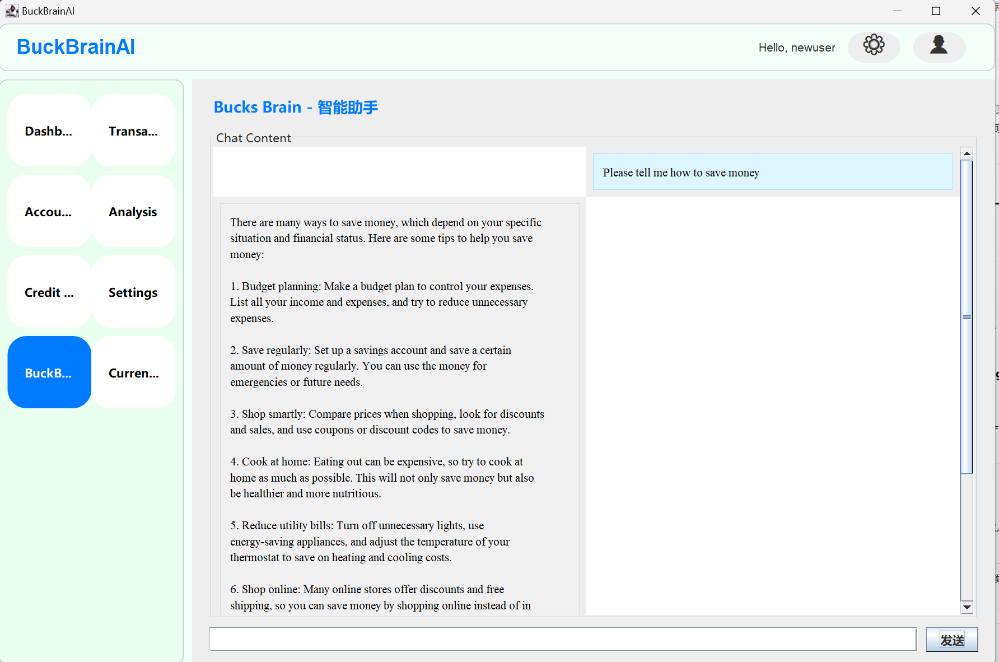 BuckBrainAI
BuckBrainAI
Hello, newuser
Dashb...
Transa...
Accou...
Analysis
Credit ...
Settings
BuckB...
Curren...
Bucks Brain - 智能助手
Chat Content
Please tell me how to save money
There are many ways to save money, which depend on your specific
situation and financial status. Here are some tips to help you save
money:
1. Budget planning: Make a budget plan to control your expenses.
List all your income and expenses, and try to reduce unnecessary
expenses.
2. Save regularly: Set up a savings account and save a certain
amount of money regularly. You can use the money for
emergencies or future needs.
3. Shop smartly: Compare prices when shopping, look for discounts
and sales, and use coupons or discount codes to save money.
4. Cook at home: Eating out can be expensive, so try to cook at
home as much as possible. This will not only save money but also
be healthier and more nutritious.
5. Reduce utility bills: Turn off unnecessary lights, use
energy-saving appliances, and adjust the temperature of your
thermostat to save on heating and cooling costs.
6. Shop online: Many online stores offer discounts and free
shipping, so you can save money by shopping online instead of in
发送